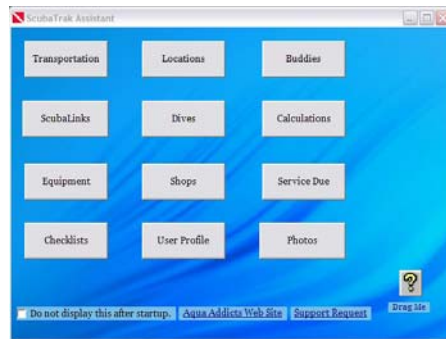 ScubaTrak Assistant
Transportation Locations Buddies
ScubaLinks Dives Calculations
Equipment Shops Service Due
Checklists User Profile Photos
Do not display this after startup. Aqua Addicts Web Site Support Request Drag Me